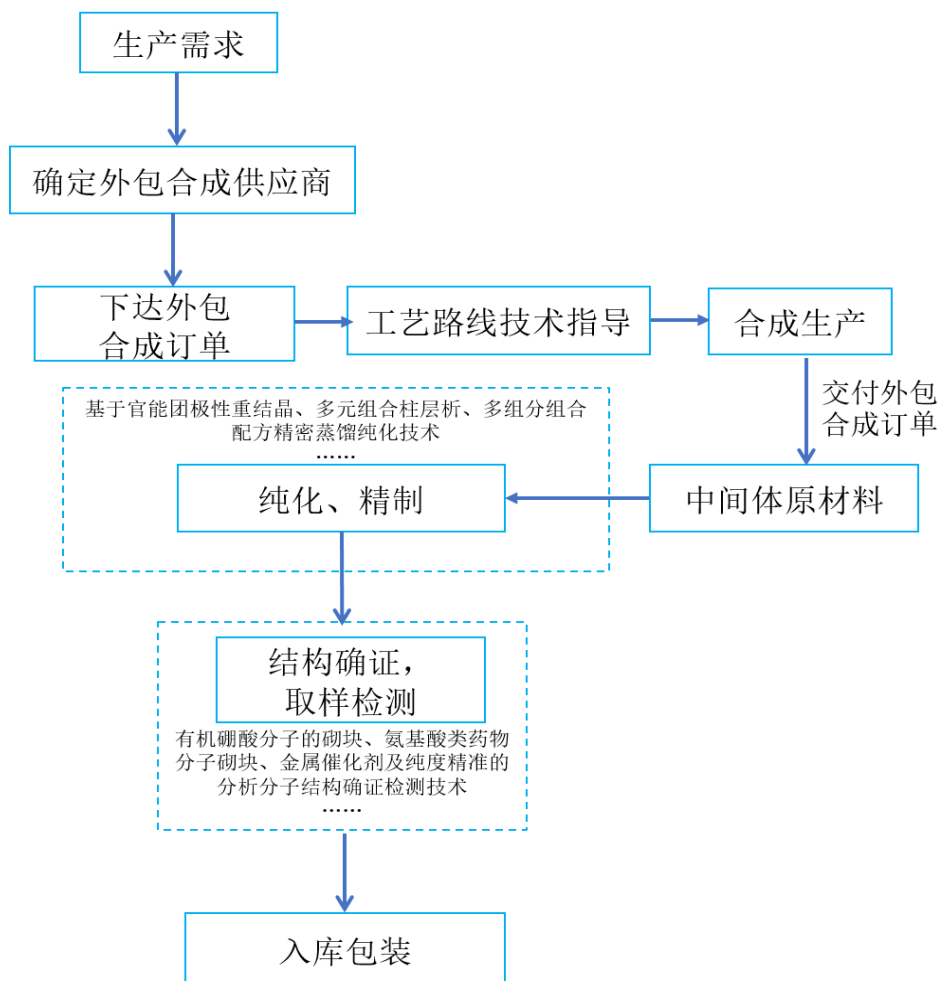 生产需求
确定外包合成供应商
下达外包
合成订单
工艺路线技术指导
合成生产
交付外包
合成订单
基于官能团极性重结晶、多元组合柱层析、多组分组合
配方精密蒸馏纯化技术
……
纯化、精制
中间体原材料
结构确证，
取样检测
有机硼酸分子的砌块、氨基酸类药物
分子砌块、金属催化剂及纯度精准的
分析分子结构确证检测技术
……
入库包装